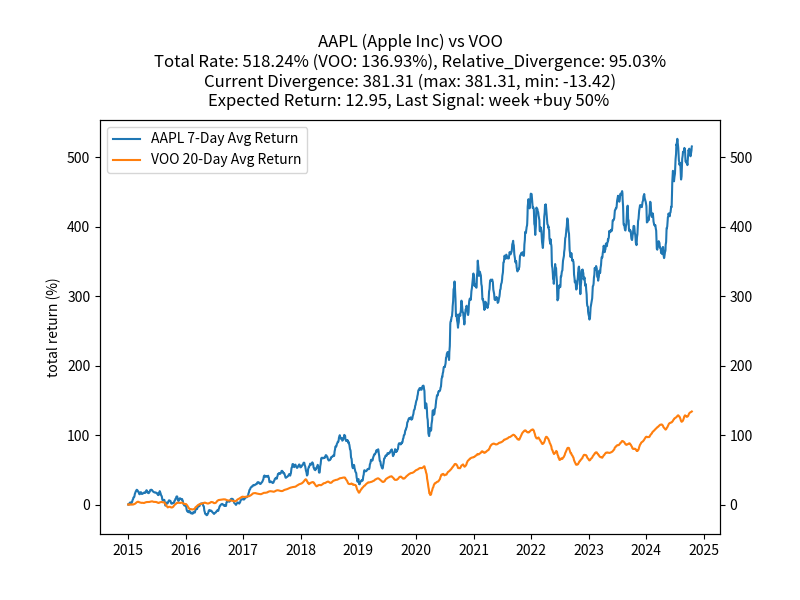 AAPL (Apple Inc) vs VOO
Total Rate: 518.24% (VOO: 136.93%), Relative_Divergence: 95.03%
Current Divergence: 381.31 (max: 381.31, min: -13.42)
Expected Return: 12.95, Last Signal: week +buy 50%
AAPL 7-Day Avg Return
VOO 20-Day Avg Return
total return (%)
500 500
400 400
300 300
200 200
100 100
0 0
2015 2016 2017 2018 2019 2020 2021 2022 2023 2024 2025